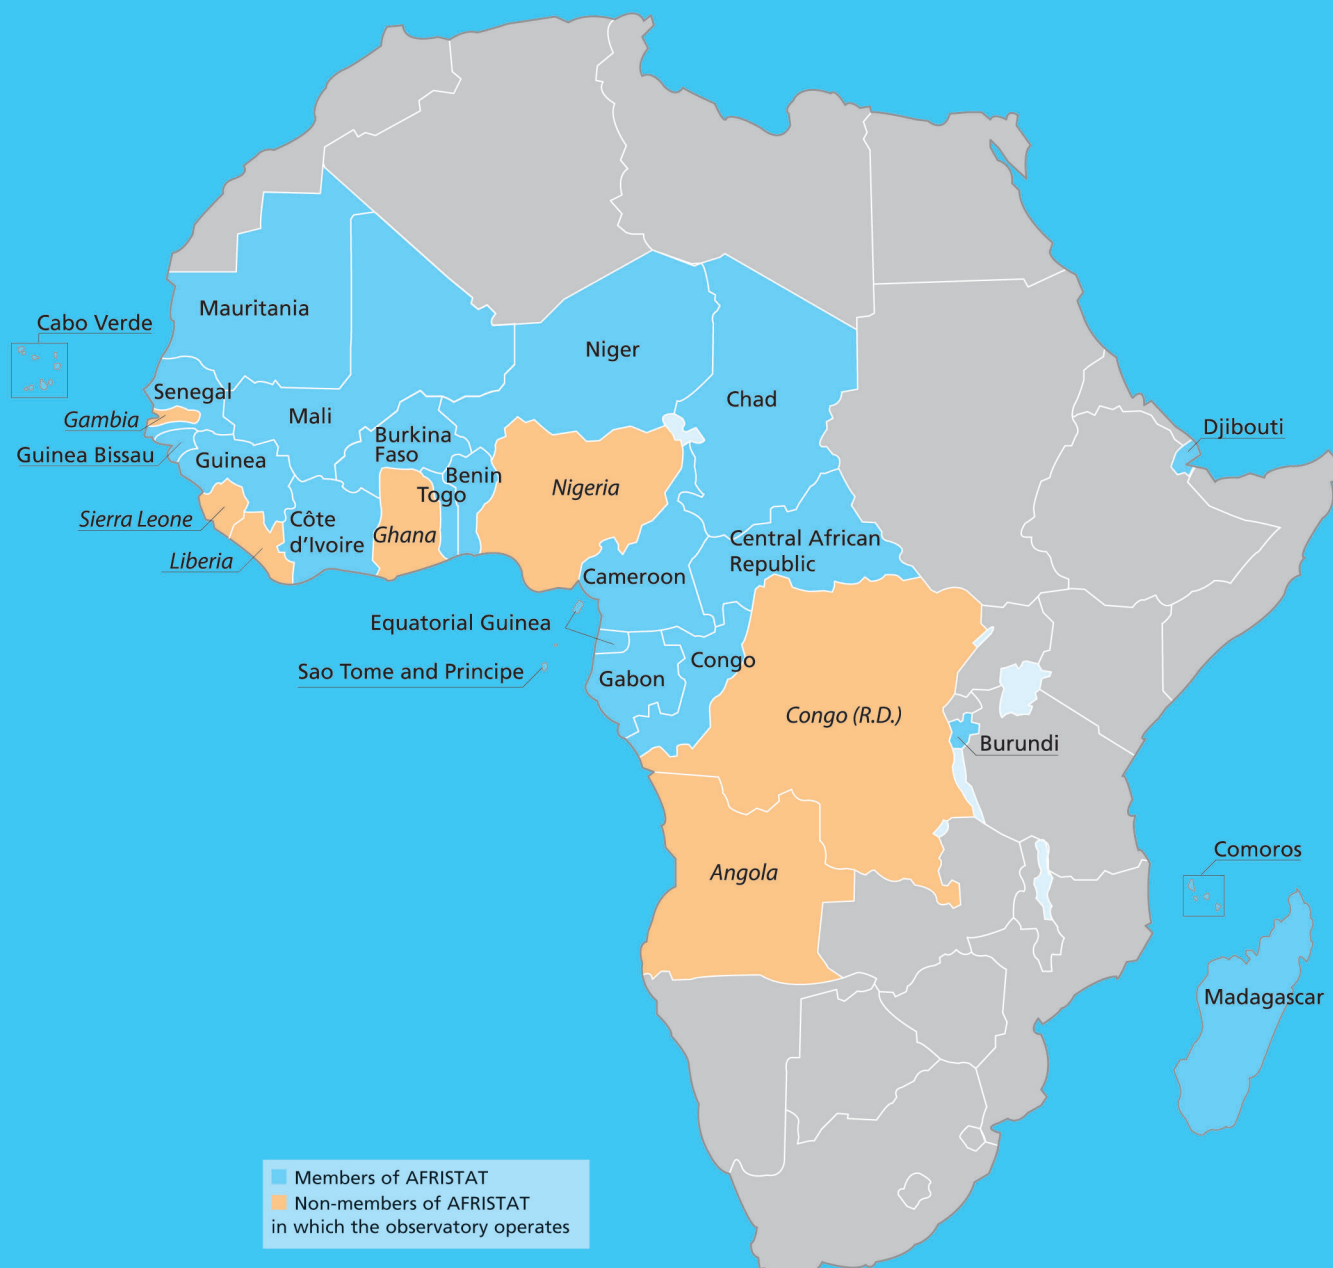 Mauritania
Cabo Verde
Niger
Senegal
Chad
Gambia
Mali
Djibouti
Burkina
Faso
Guinea Bissau
Guinea
Benin
Togo
Nigeria
Sierra Leone
Côte
d'Ivoire
Ghana
Central African
Republic
Liberia
Cameroon
Equatorial Guinea
Congo
Sao Tome and Principe
Gabon
Congo (R.D.)
Burundi
Comoros
Angola
Madagascar
Members of AFRISTAT
Non-members of AFRISTAT
in which the observatory operates